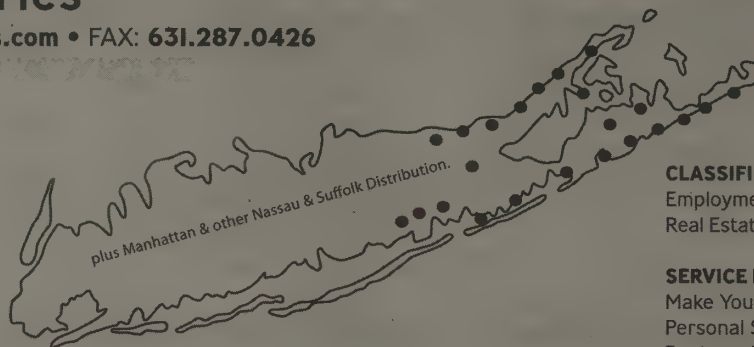 s.com • FAX: 631.287.0426
plus Manhattan & other Nassau & Suffolk Distribution.
CLASSIFI
Employme
Real Estat
SERVICE
Make You
Personal S